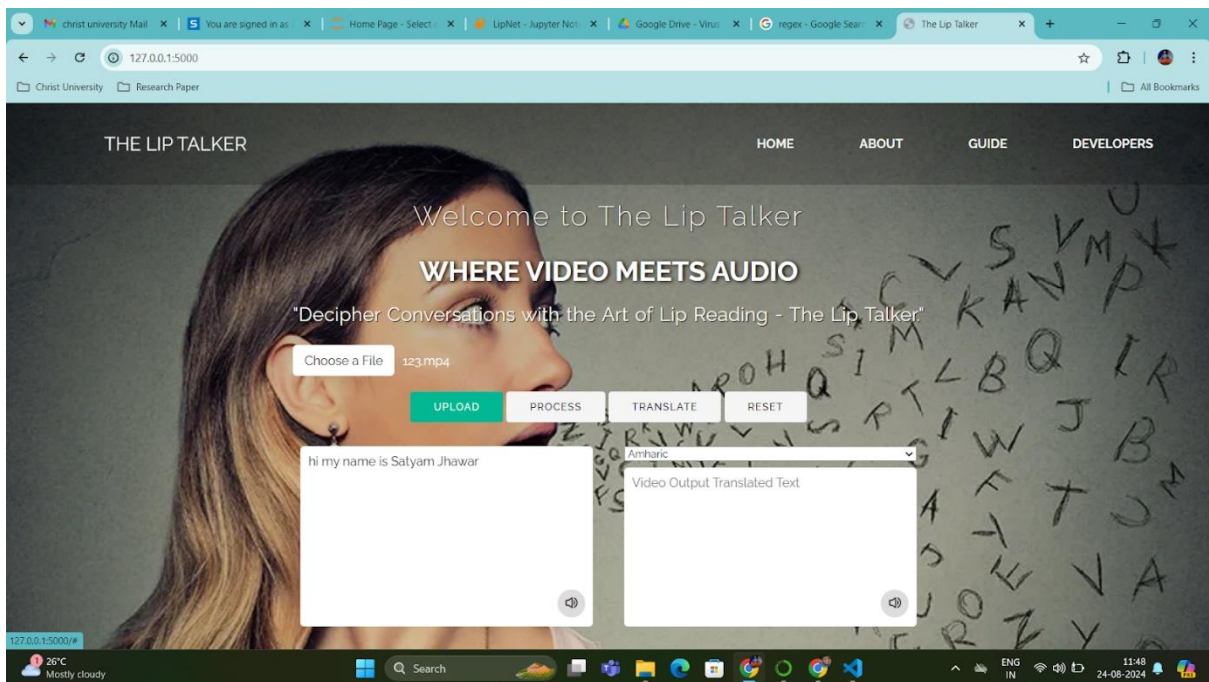 christ university Mail
You are signed in as
Home Page - Select
LipNet - Jupyter Not
Google Drive - Virus
regex - Google Sear
The Lip Talker
127.0.0.1:5000
Christ University
Research Paper
All Bookmarks
THE LIP TALKER
HOME
ABOUT
GUIDE
DEVELOPERS
Welcome to The Lip Talker
WHERE VIDEO MEETS AUDIO
"Decipher Conversations with the Art of Lip Reading - The Lip Talker."
Choose a File
123.mp4
UPLOAD
PROCESS
TRANSLATE
RESET
hi my name is Satyam Jhawar
Amharic
Video Output Translated Text
127.0.0.1:5000/#
26°C
Mostly cloudy
Search
ENG
IN
11:48
24-08-2024